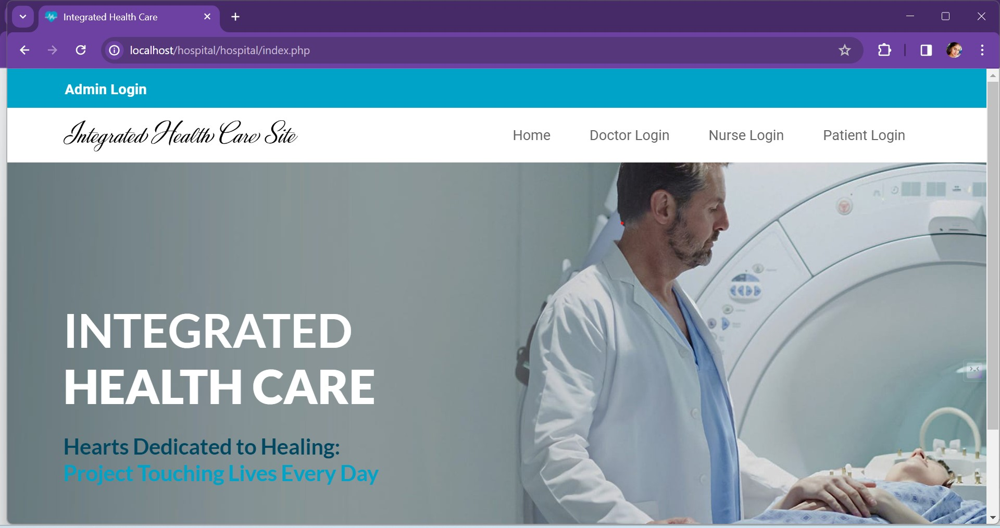 Integrated Health Care
localhost/hospital/hospital/index.php
Admin Login
Integrated Health Care Site
Home
Doctor Login
Nurse Login
Patient Login
INTEGRATED
HEALTH CARE
Hearts Dedicated to Healing:
Project Touching Lives Every Day